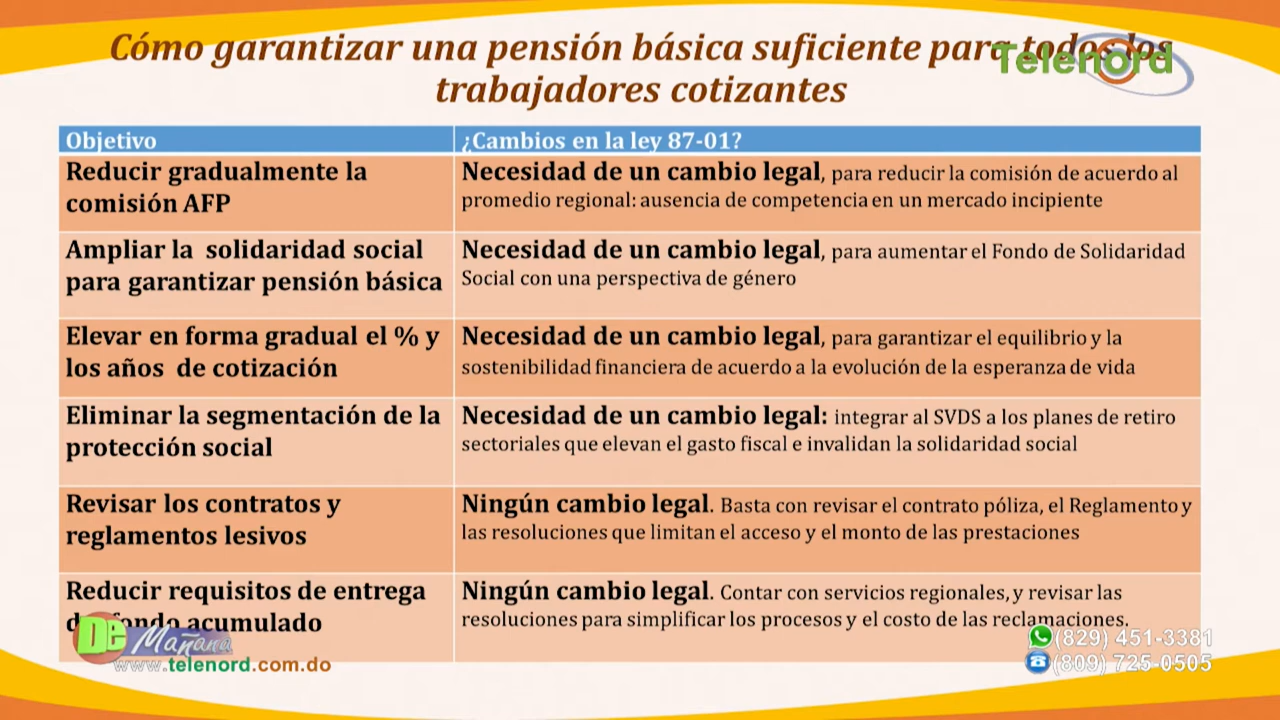 Cómo garantizar una pensión básica suficiente para todos los
trabajadores cotizantes
Telenord
Objetivo
¿Cambios en la ley 87-01?
Reducir gradualmente la
comisión AFP
Necesidad de un cambio legal, para reducir la comisión de acuerdo al
promedio regional: ausencia de competencia en un mercado incipiente
Ampliar la solidaridad social
para garantizar pensión básica
Necesidad de un cambio legal, para aumentar el Fondo de Solidaridad
Social con una perspectiva de género
Elevar en forma gradual el % y
los años de cotización
Necesidad de un cambio legal, para garantizar el equilibrio y la
sostenibilidad financiera de acuerdo a la evolución de la esperanza de vida
Eliminar la segmentación de la
protección social
Necesidad de un cambio legal: integrar al SVDS a los planes de retiro
sectoriales que elevan el gasto fiscal e invalidan la solidaridad social
Revisar los contratos y
reglamentos lesivos
Ningún cambio legal. Basta con revisar el contrato póliza, el Reglamento y
las resoluciones que limitan el acceso y el monto de las prestaciones
Reducir requisitos de entrega
fondo acumulado
Ningún cambio legal. Contar con servicios regionales, y revisar las
resoluciones para simplificar los procesos y el costo de las reclamaciones.
De Mañana
www.telenord.com.do
(829) 451-3381
(809) 725-0505